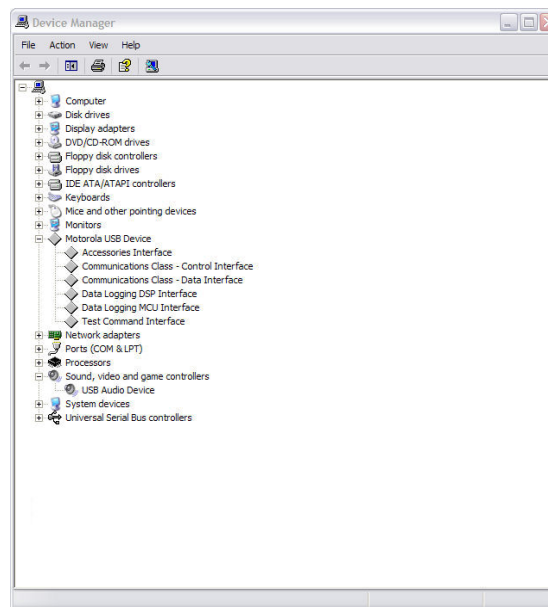 Device Manager
File Action View Help
Computer
Disk drives
Display adapters
DVD/CD-ROM drives
Floppy disk controllers
Floppy disk drives
IDE ATA/ATAPI controllers
Keyboards
Mice and other pointing devices
Monitors
Motorola USB Device
Accessories Interface
Communications Class - Control Interface
Communications Class - Data Interface
Data Logging DSP Interface
Data Logging MCU Interface
Test Command Interface
Network adapters
Ports (COM & LPT)
Processors
Sound, video and game controllers
USB Audio Device
System devices
Universal Serial Bus controllers